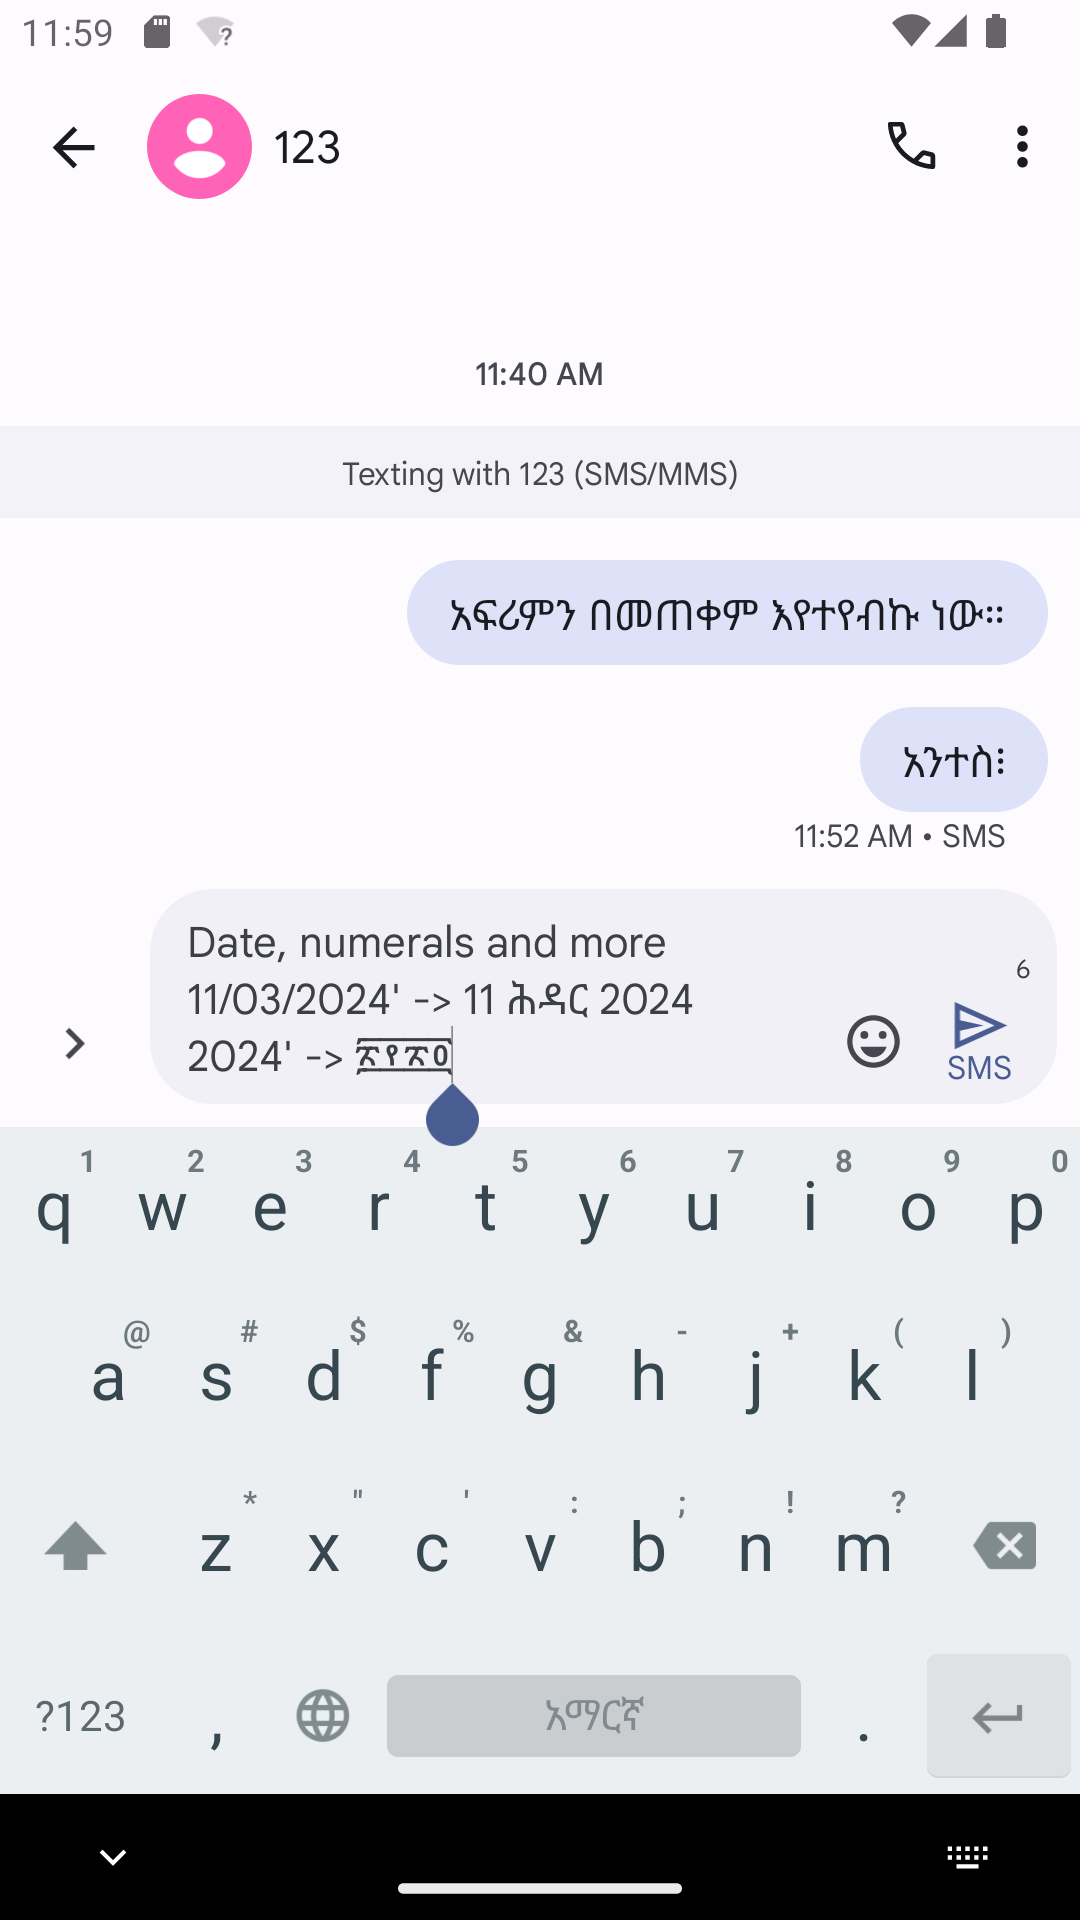 11:59
123
11:40 AM
Texting with 123 (SMS/MMS)
አፍሪምን በመጠቀም እየተየብኩ ነው።
አንተስ፧
11:52 AM • SMS
Date, numerals and more
11/03/2024' -> 11 ሕዳር 2024
2024' -> ፳፻፳፬
6
SMS
1 2 3 4 5 6 7 8 9 0
q w e r t y u i o p
@ # $ % & - + ( )
a s d f g h j k l
* " ' : ; ! ?
z x c v b n m
?123 , አማርኛ .